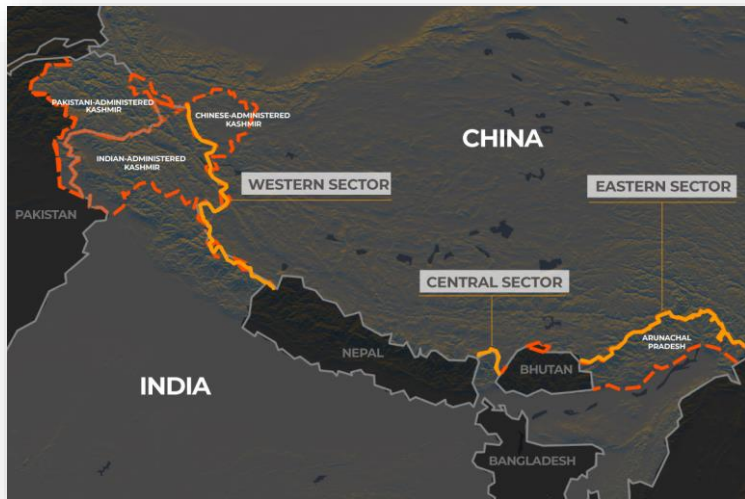 PAKISTANI-ADMINISTERED
KASHMIR
CHINESE-ADMINISTERED
KASHMIR
CHINA
INDIAN-ADMINISTERED
KASHMIR
WESTERN SECTOR
EASTERN SECTOR
PAKISTAN
CENTRAL SECTOR
ARUNACHAL
PRADESH
NEPAL
BHUTAN
INDIA
BANGLADESH